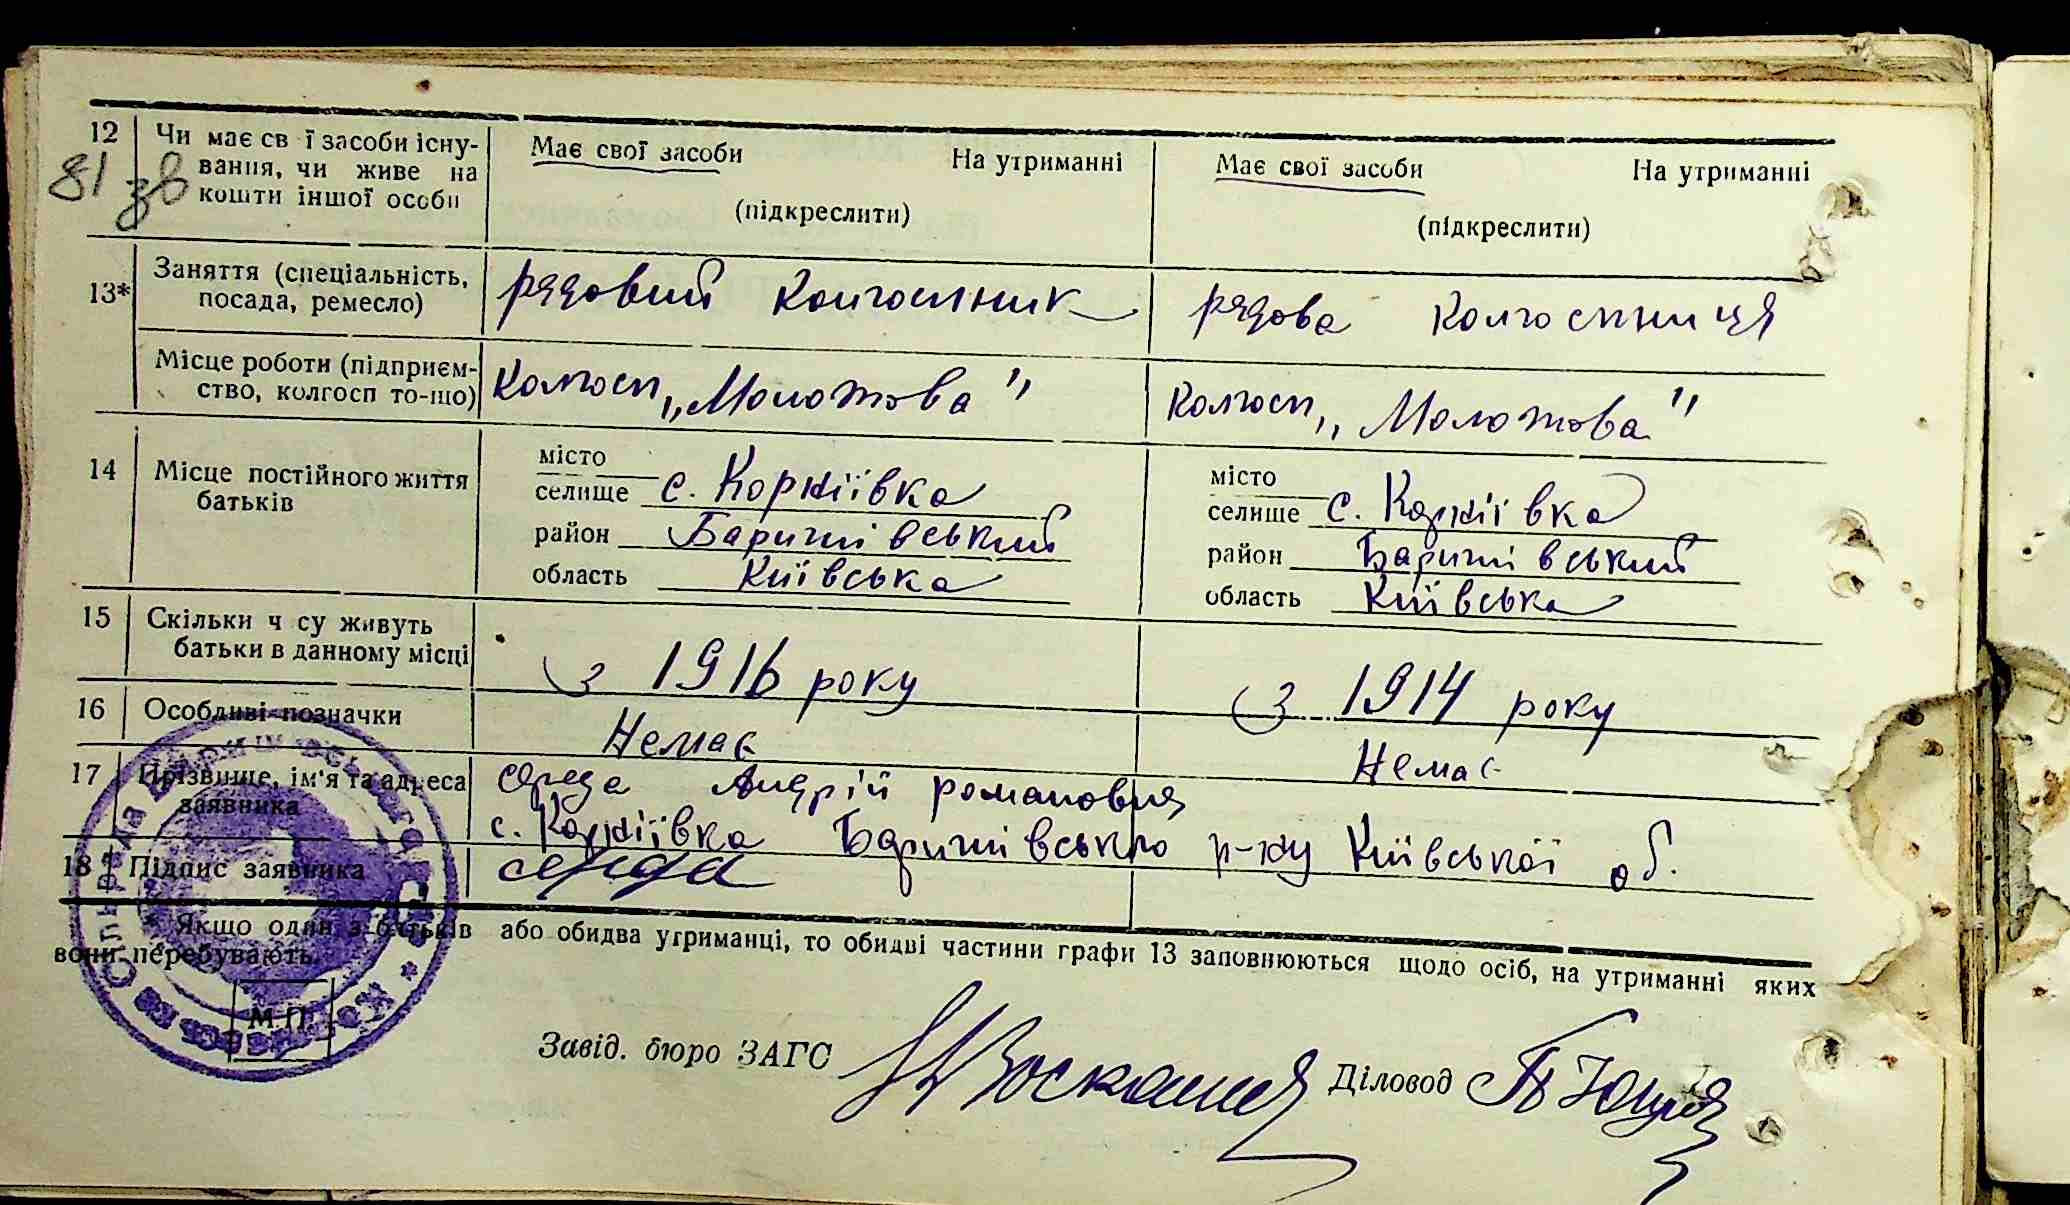 12 Чи має св ї засоби існу- Має свої засоби На утриманні Має свої засоби На утриманні
81 зв вання, чи живе на
кошти іншої особи (підкреслити) (підкреслити)
13* Заняття (спеціальність, рядовий колгоспник рядова колгоспниця
посада, ремесло)
Місце роботи (підприєм- Колгосп „Молотова" Колгосп „Молотова"
ство, колгосп то-що)
14 Місце постійного життя місто місто
батьків селище с. Коржіївка селище с. Коржіївка
район Баришівський район Баришівський
область Київська область Київська
15 Скільки ч су живуть з 1916 року з 1914 року
батьки в данному місці
16 Особливі позначки Немає Немає
17 Прізвище, ім'я та адреса Середа Андрій романович
заявника с. Коржіївка Баришівського р-ну Київської об.
18 Підпис заявника середа
* Якщо один з батьків або обидва утриманці, то обидві частини графи 13 заповнюються щодо осіб, на утриманні яких
вони перебувають.
М.П.
Завід. бюро ЗАГС Діловод